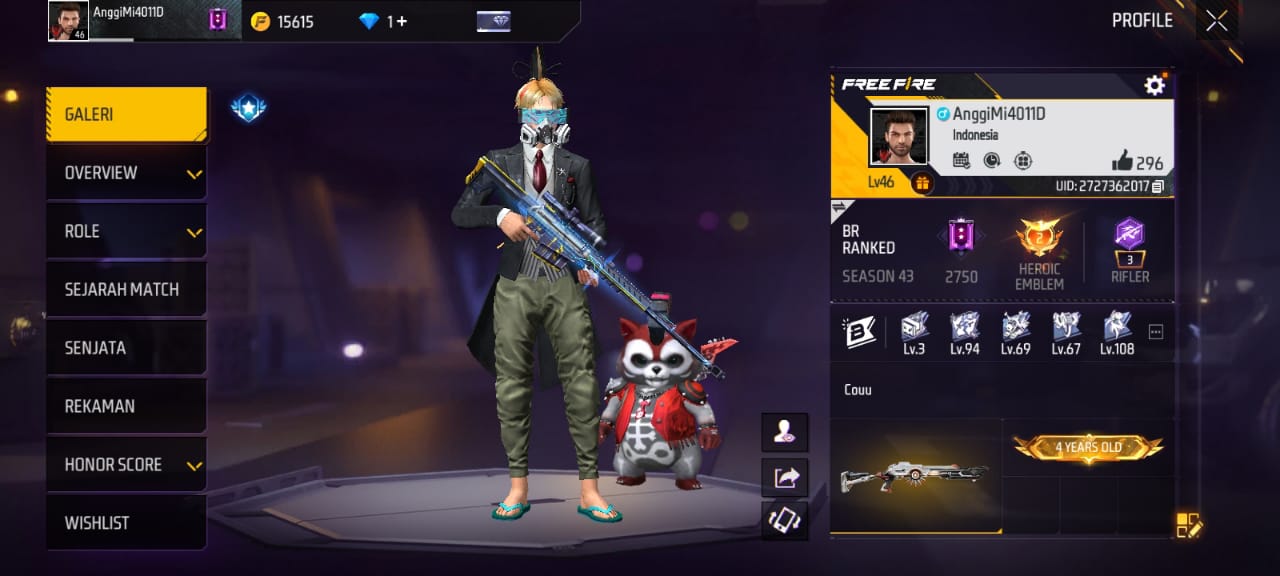 AnggiMi4011D
46
15615
1+
PROFILE
GALERI
OVERVIEW
ROLE
SEJARAH MATCH
SENJATA
REKAMAN
HONOR SCORE
WISHLIST
FREE FIRE
AnggiMi4011D
Indonesia
296
Lv46
UID: 2727362017
BR
RANKED
SEASON 43
2750
2
HEROIC
EMBLEM
3
RIFLER
B
Lv.3
Lv.94
Lv.69
Lv.67
Lv.108
Couu
4 YEARS OLD